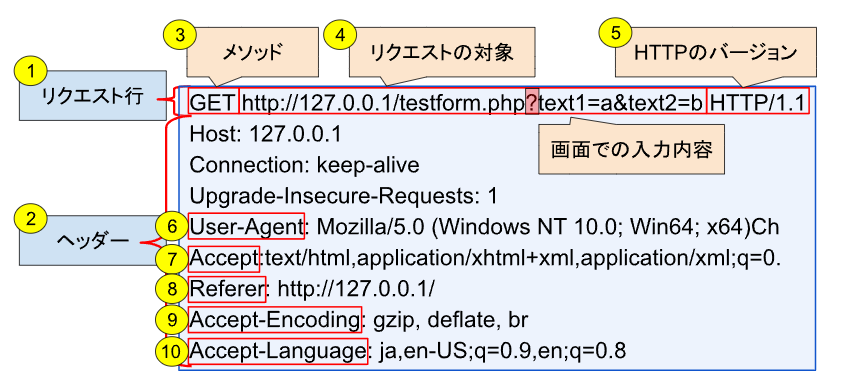 ③ メソッド
④ リクエストの対象
⑤ HTTPのバージョン
① リクエスト行
GET http://127.0.0.1/testform.php?text1=a&text2=b HTTP/1.1
画面での入力内容
② ヘッダー
Host: 127.0.0.1
Connection: keep-alive
Upgrade-Insecure-Requests: 1
⑥ User-Agent: Mozilla/5.0 (Windows NT 10.0; Win64; x64)Ch
⑦ Accept:text/html,application/xhtml+xml,application/xml;q=0.
⑧ Referer: http://127.0.0.1/
⑨ Accept-Encoding: gzip, deflate, br
⑩ Accept-Language: ja,en-US;q=0.9,en;q=0.8